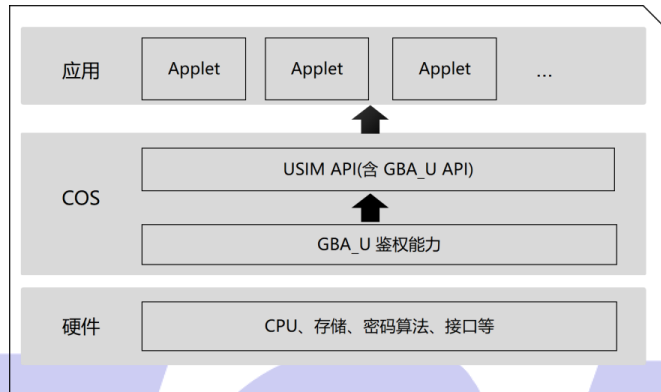 应用
Applet
Applet
Applet
...
COS
USIM API(含 GBA_U API)
GBA_U 鉴权能力
硬件
CPU、存储、密码算法、接口等